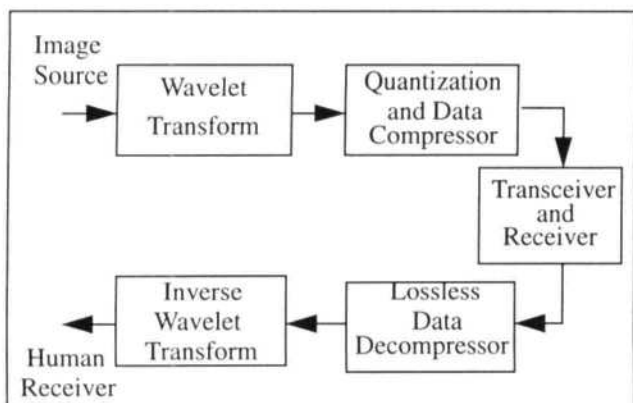 Image
Source
Wavelet
Transform
Quantization
and Data
Compressor
Transceiver
and
Receiver
Lossless
Data
Decompressor
Inverse
Wavelet
Transform
Human
Receiver